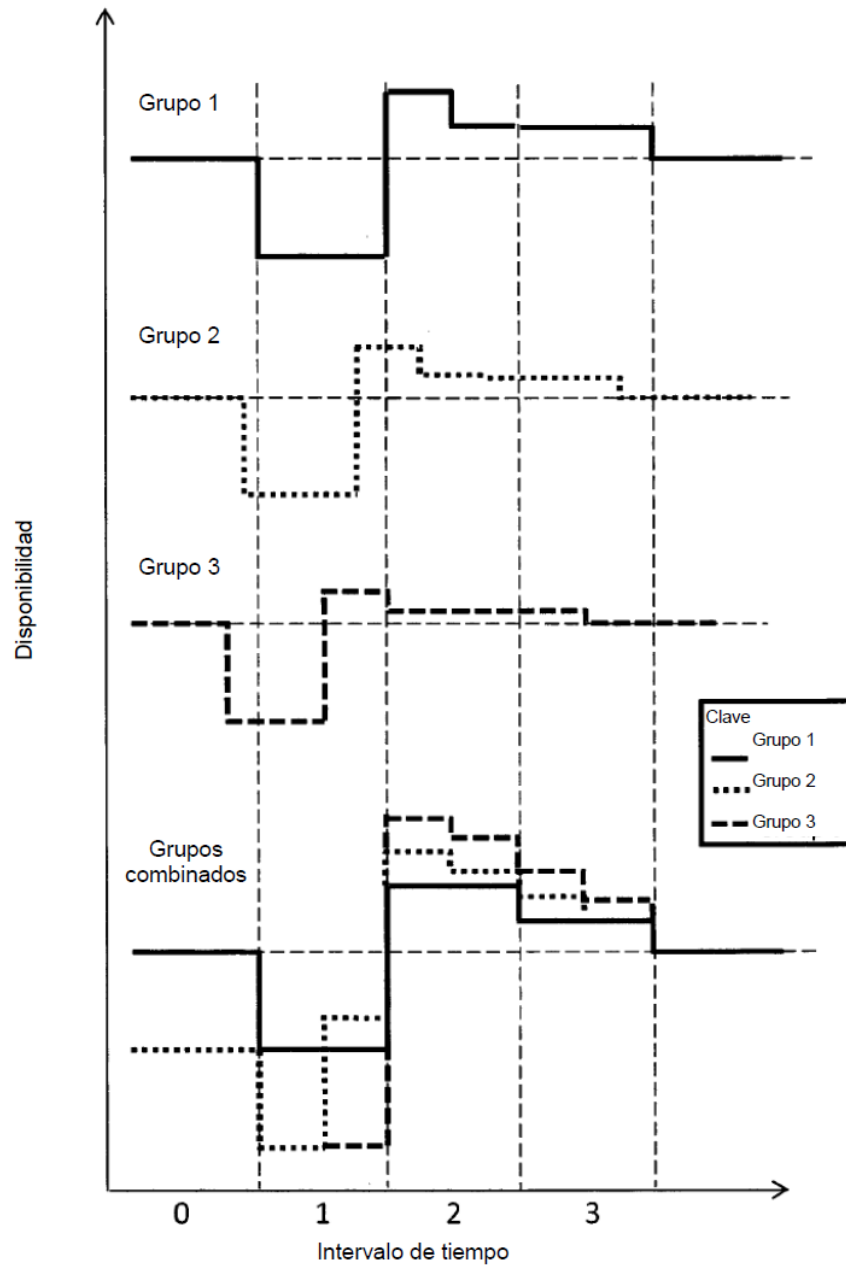 Grupo 1
Grupo 2
Disponibilidad
Grupo 3
Clave
Grupo 1
Grupo 2
Grupo 3
Grupos
combinados
0 1 2 3
Intervalo de tiempo